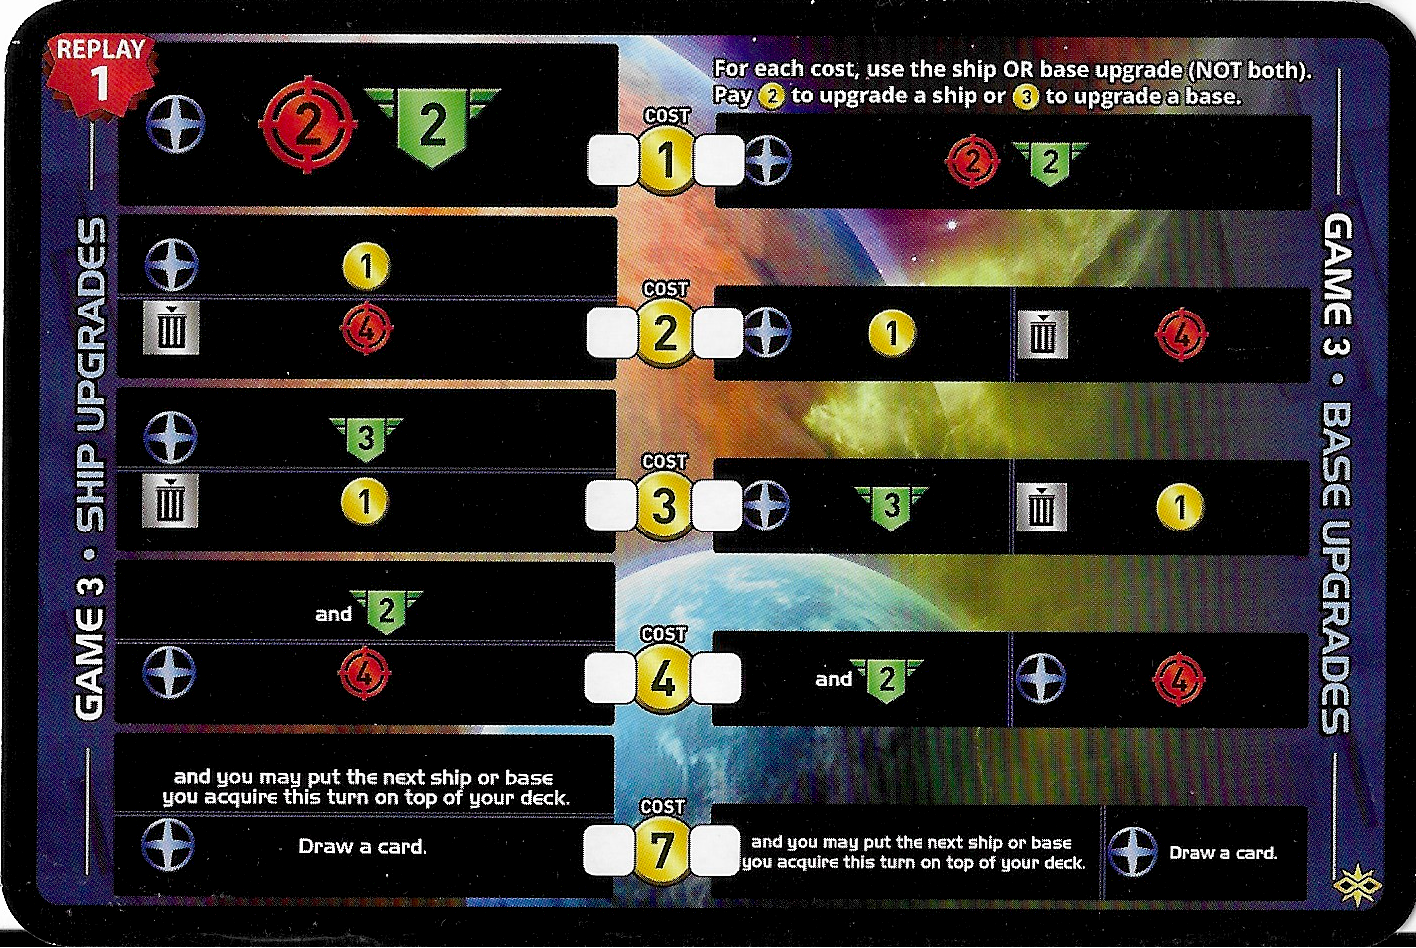 REPLAY
1
GAME 3 • SHIP UPGRADES
2 2
1
4
3
1
and 2
4
and you may put the next ship or base
you acquire this turn on top of your deck.
Draw a card.
COST
1
COST
2
COST
3
COST
4
COST
7
For each cost, use the ship OR base upgrade (NOT both).
Pay 2 to upgrade a ship or 3 to upgrade a base.
2 2
1 4
3 1
and 2 4
and you may put the next ship or base
you acquire this turn on top of your deck.
Draw a card.
GAME 3 • BASE UPGRADES